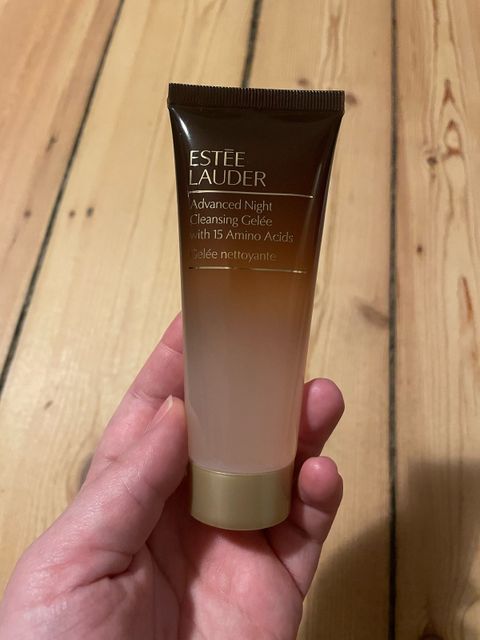 ESTĒE
LAUDER
Advanced Night
Cleansing Gelée
with 15 Amino Acids
Gelée nettoyante